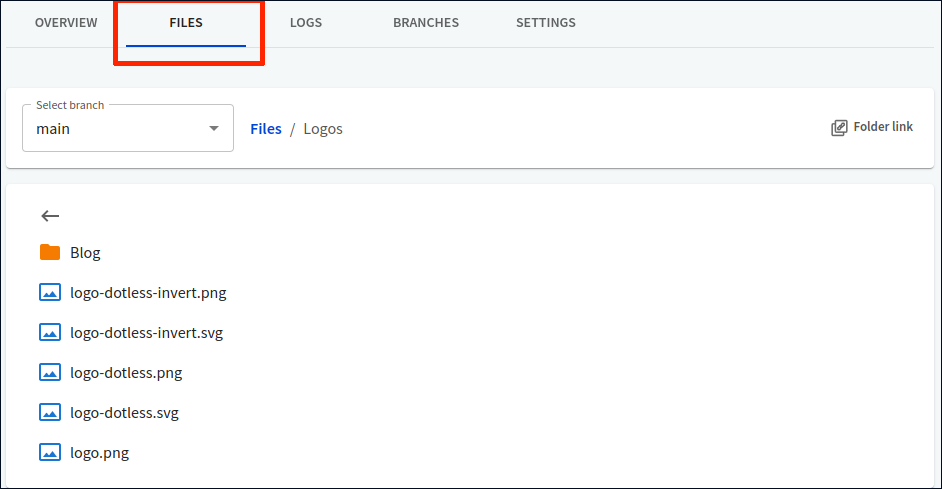 OVERVIEW FILES LOGS BRANCHES SETTINGS
Select branch
main
Files / Logos
Folder link
Blog
logo-dotless-invert.png
logo-dotless-invert.svg
logo-dotless.png
logo-dotless.svg
logo.png